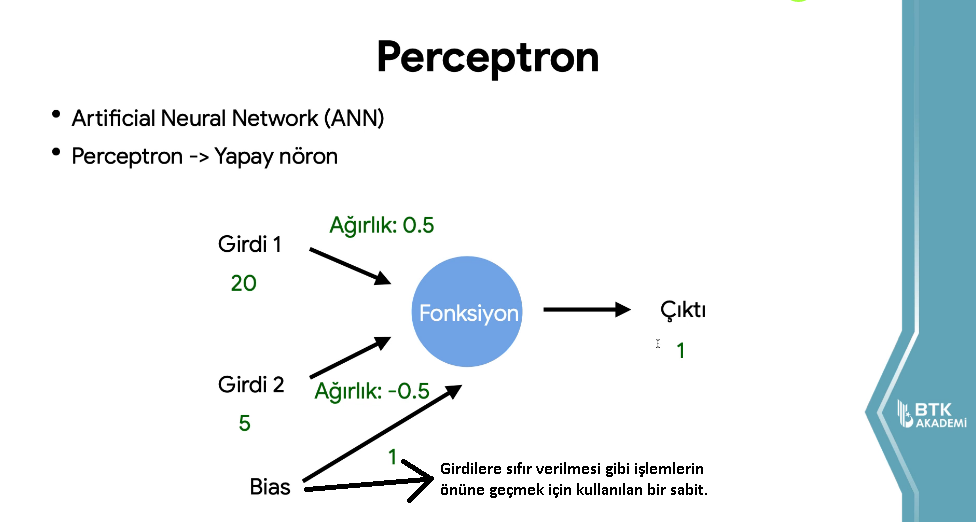 Perceptron
• Artificial Neural Network (ANN)
• Perceptron -> Yapay nöron
Ağırlık: 0.5
Girdi 1
20
Fonksiyon
Çıktı
1
Girdi 2
Ağırlık: -0.5
5
1
Bias
Girdilere sıfır verilmesi gibi işlemlerin
önüne geçmek için kullanılan bir sabit.
BTK
AKADEMİ